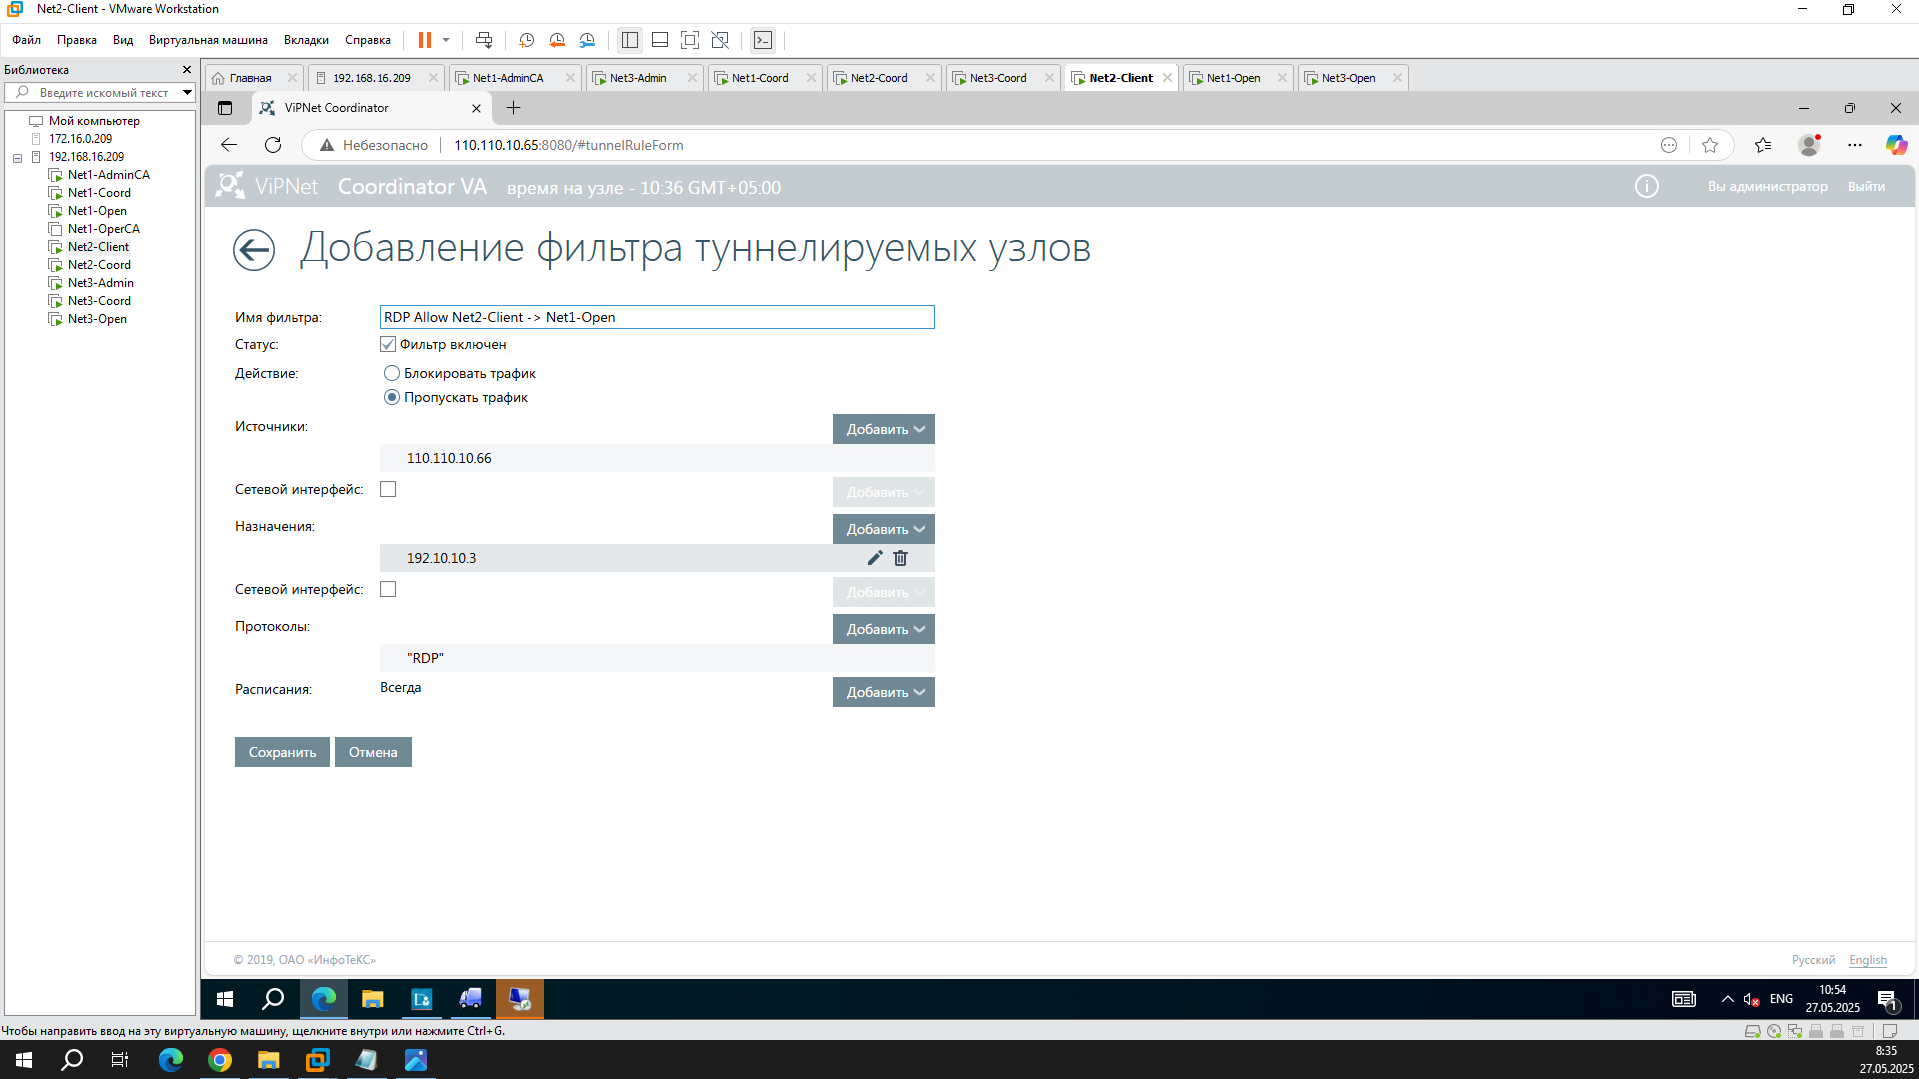 Net2-Client - VMware Workstation
Файл Правка Вид Виртуальная машина Вкладки Справка
Библиотека
Введите искомый текст
Мой компьютер
172.16.0.209
192.168.16.209
Net1-AdminCA
Net1-Coord
Net1-Open
Net1-OperCA
Net2-Client
Net2-Coord
Net3-Admin
Net3-Coord
Net3-Open
Главная 192.168.16.209 Net1-AdminCA Net3-Admin Net1-Coord Net2-Coord Net3-Coord Net2-Client Net1-Open Net3-Open
ViPNet Coordinator
Небезопасно 110.110.10.65:8080/#tunnelRuleForm
ViPNet Coordinator VA время на узле - 10:36 GMT+05:00 Вы администратор Выйти
Добавление фильтра туннелируемых узлов
Имя фильтра: RDP Allow Net2-Client -> Net1-Open
Статус: Фильтр включен
Действие: Блокировать трафик
Пропускать трафик
Источники: Добавить
110.110.10.66
Сетевой интерфейс: Добавить
Назначения: Добавить
192.10.10.3
Сетевой интерфейс: Добавить
Протоколы: Добавить
"RDP"
Расписания: Всегда Добавить
Сохранить Отмена
© 2019, ОАО «ИнфоТеКС» Русский English
ENG 10:54
27.05.2025 1
Чтобы направить ввод на эту виртуальную машину, щелкните внутри или нажмите Ctrl+G.
8:35
27.05.2025